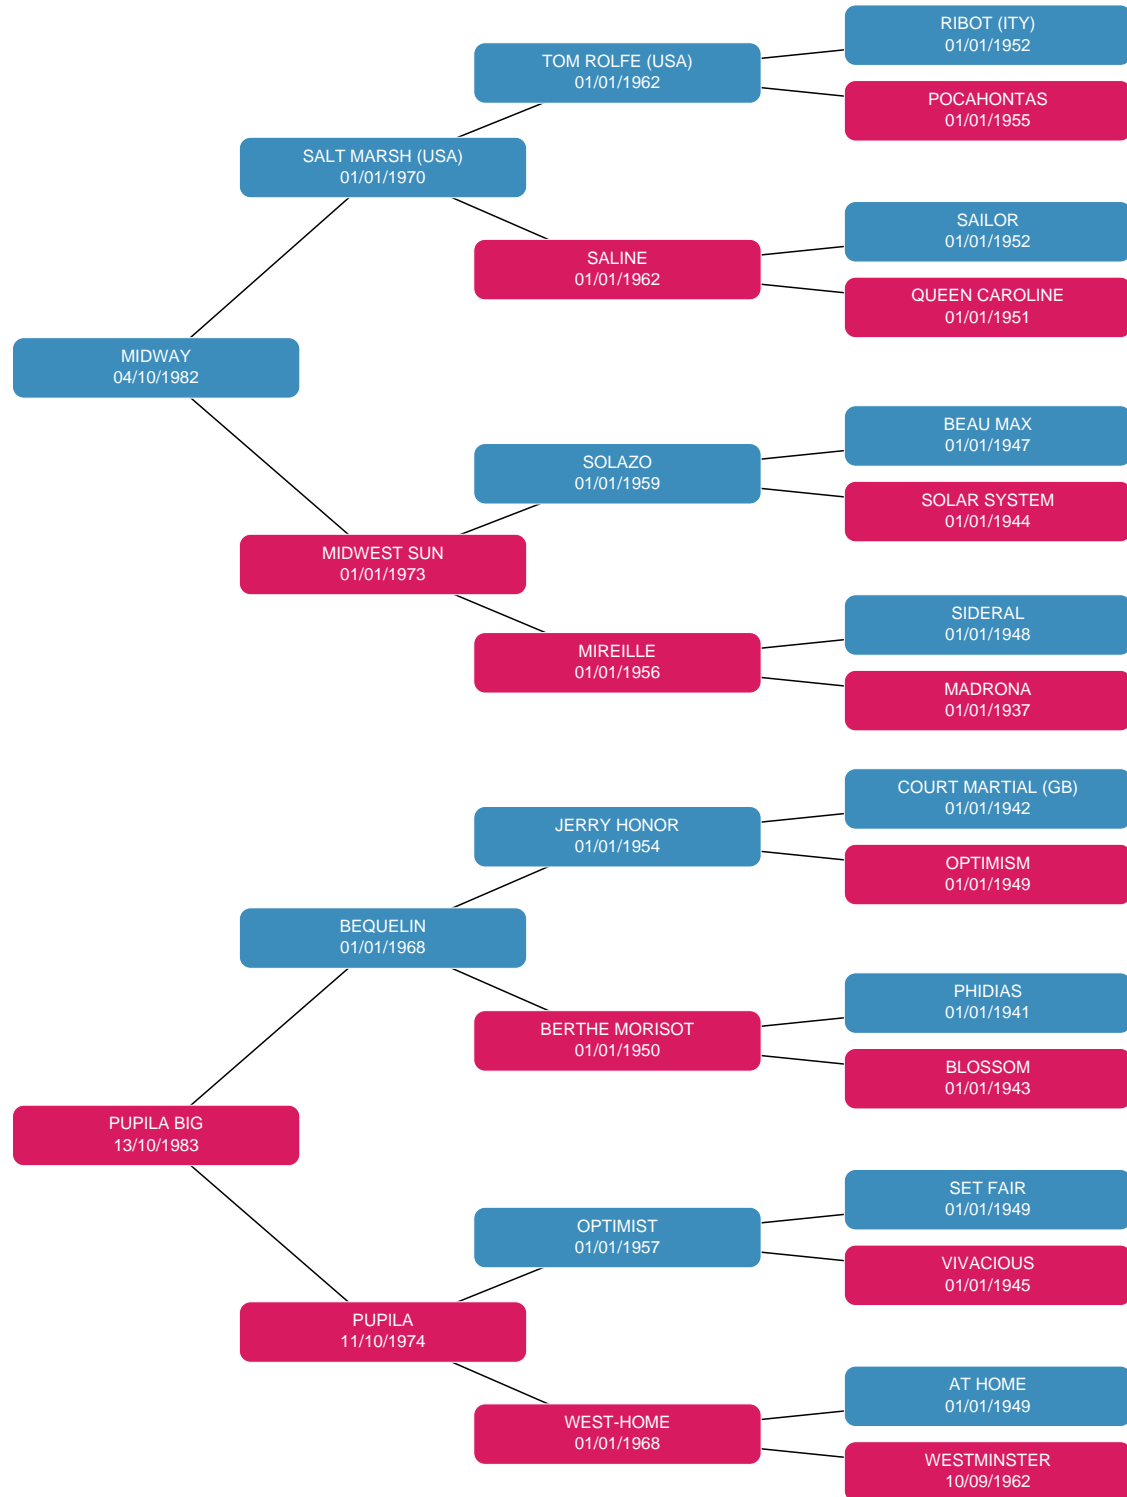 RIBOT (ITY)
01/01/1952
TOM ROLFE (USA)
01/01/1962
POCAHONTAS
01/01/1955
SALT MARSH (USA)
01/01/1970
SAILOR
01/01/1952
SALINE
01/01/1962
QUEEN CAROLINE
01/01/1951
MIDWAY
04/10/1982
BEAU MAX
01/01/1947
SOLAZO
01/01/1959
SOLAR SYSTEM
01/01/1944
MIDWEST SUN
01/01/1973
SIDERAL
01/01/1948
MIREILLE
01/01/1956
MADRONA
01/01/1937
COURT MARTIAL (GB)
01/01/1942
JERRY HONOR
01/01/1954
OPTIMISM
01/01/1949
BEQUELIN
01/01/1968
PHIDIAS
01/01/1941
BERTHE MORISOT
01/01/1950
BLOSSOM
01/01/1943
PUPILA BIG
13/10/1983
SET FAIR
01/01/1949
OPTIMIST
01/01/1957
VIVACIOUS
01/01/1945
PUPILA
11/10/1974
AT HOME
01/01/1949
WEST-HOME
01/01/1968
WESTMINSTER
10/09/1962